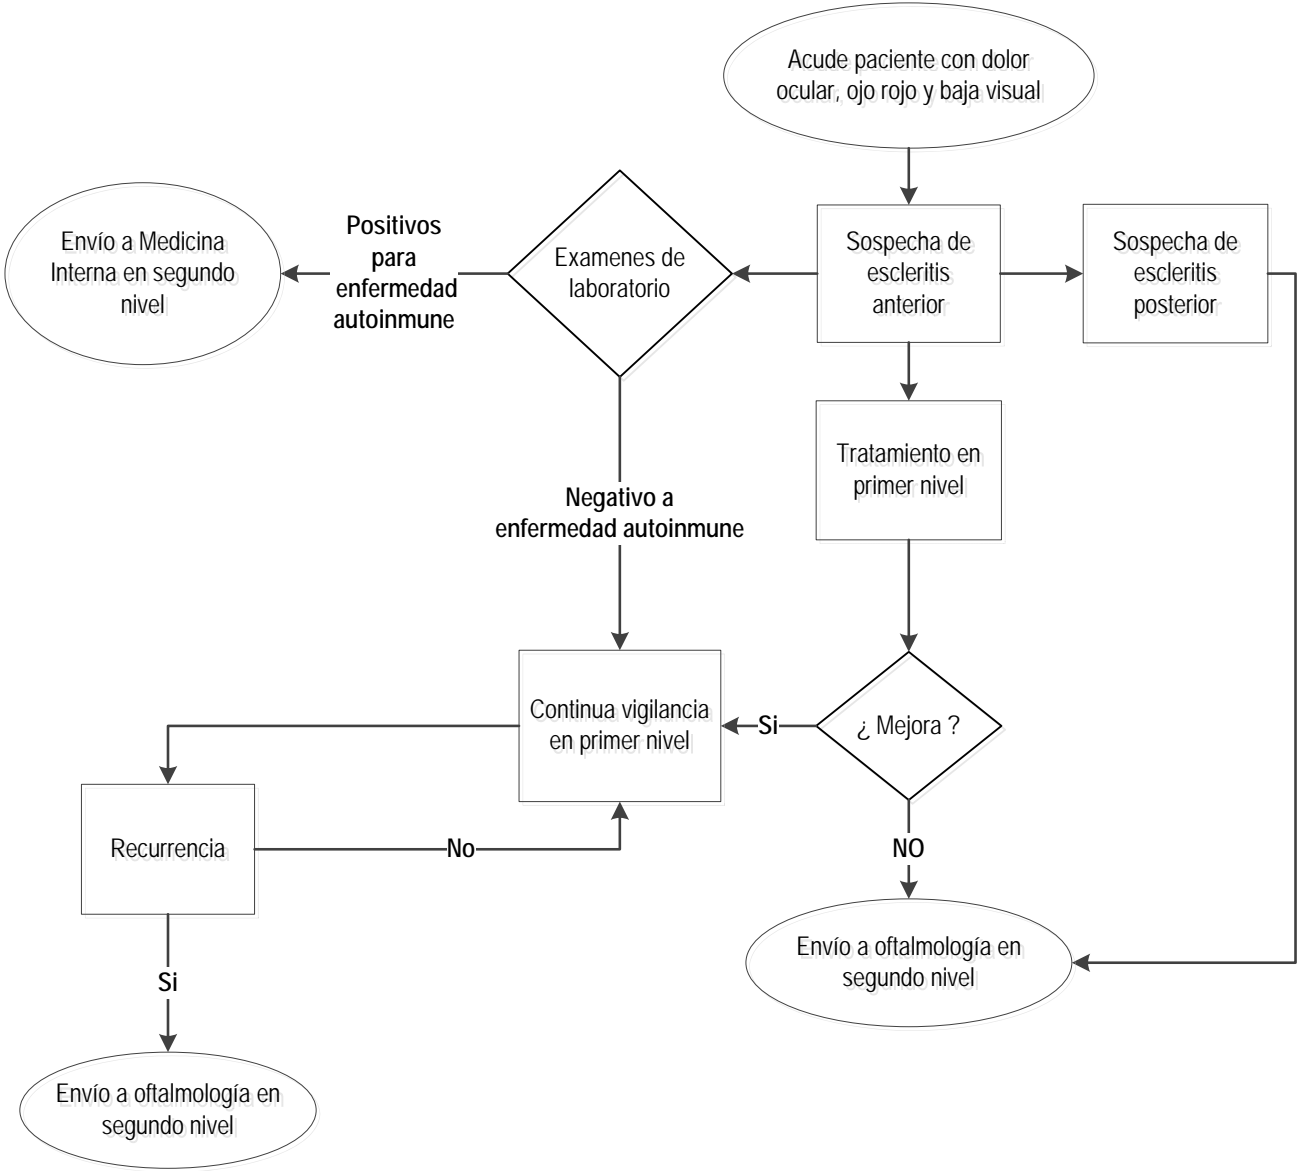 Acude paciente con dolor
ocular, ojo rojo y baja visual
Sospecha de
escleritis
anterior
Sospecha de
escleritis
posterior
Examenes de
laboratorio
Positivos
para
enfermedad
autoinmune
Envío a Medicina
Interna en segundo
nivel
Tratamiento en
primer nivel
Negativo a
enfermedad autoinmune
¿ Mejora ?
Si
Continua vigilancia
en primer nivel
NO
Recurrencia
No
Envío a oftalmología en
segundo nivel
Si
Envío a oftalmología en
segundo nivel